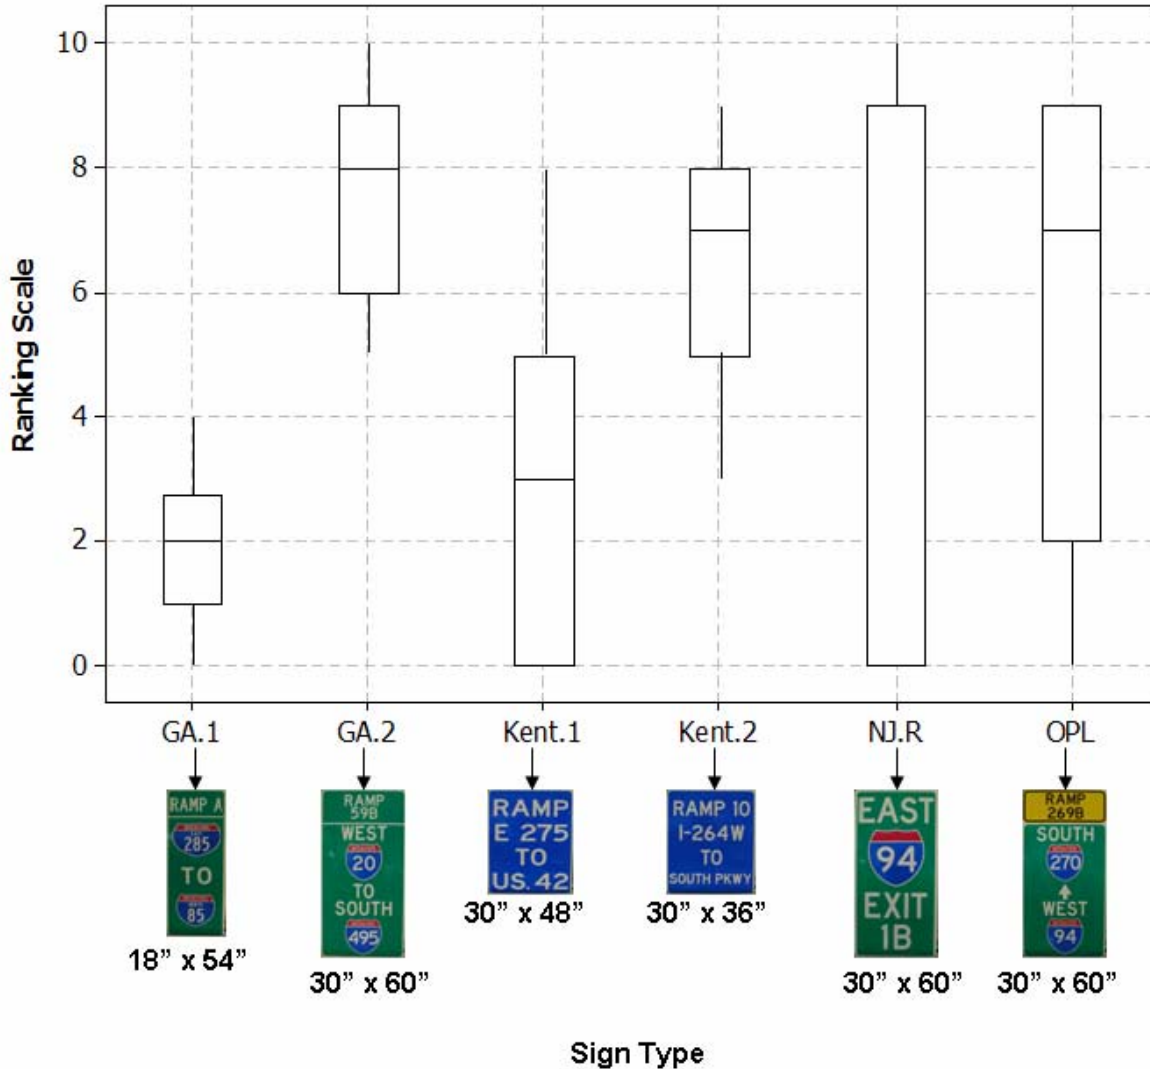 Ranking Scale
10
8
6
4
2
0
GA.1
GA.2
Kent.1
Kent.2
NJ.R
OPL
RAMP A
285
TO
85
18” x 54”
RAMP
59B
WEST
20
TO
SOUTH
495
30” x 60”
RAMP
E 275
TO
US.42
30” x 48”
RAMP 10
I-264W
TO
SOUTH PKWY
30” x 36”
EAST
94
EXIT
1B
30” x 60”
RAMP
269B
SOUTH
270
WEST
94
30” x 60”
Sign Type